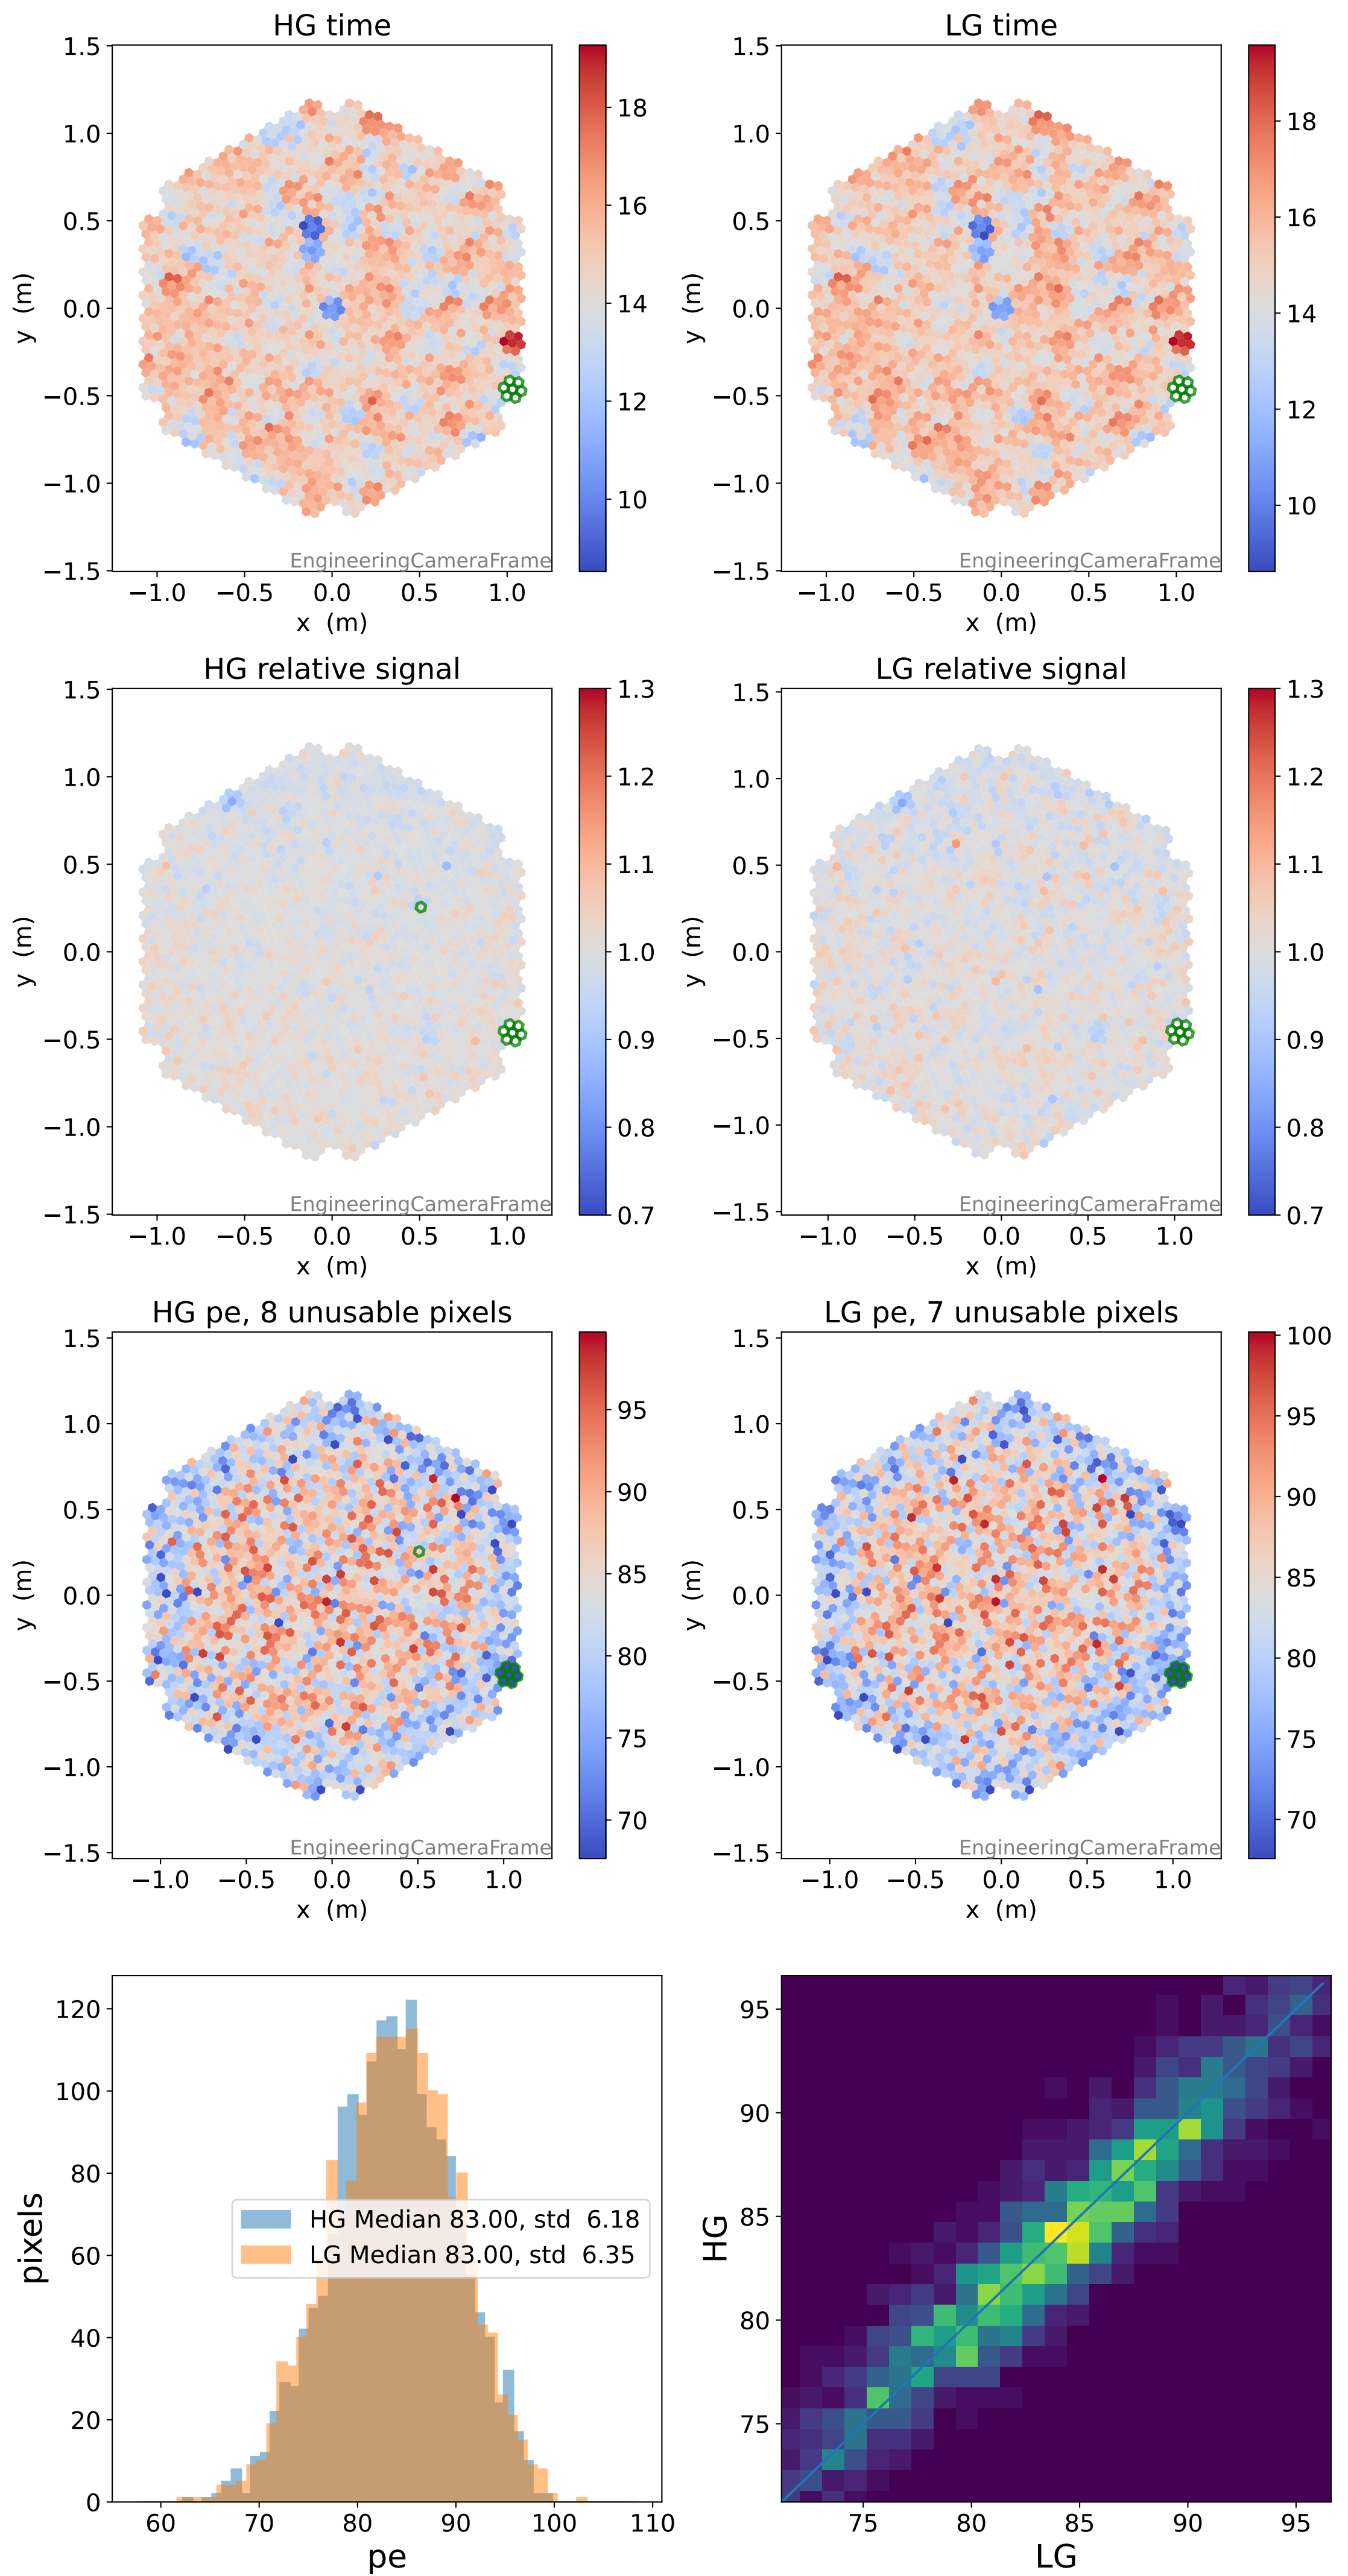 HG time
1.5
1.0
0.5
0.0
−0.5
−1.0
−1.5
y (m)
−1.0 −0.5 0.0 0.5 1.0
x (m)
EngineeringCameraFrame
18
16
14
12
10
LG time
1.5
1.0
0.5
0.0
−0.5
−1.0
−1.5
y (m)
−1.0 −0.5 0.0 0.5 1.0
x (m)
EngineeringCameraFrame
18
16
14
12
10
HG relative signal
1.5
1.0
0.5
0.0
−0.5
−1.0
−1.5
y (m)
−1.0 −0.5 0.0 0.5 1.0
x (m)
EngineeringCameraFrame
1.3
1.2
1.1
1.0
0.9
0.8
0.7
LG relative signal
1.5
1.0
0.5
0.0
−0.5
−1.0
−1.5
y (m)
−1.0 −0.5 0.0 0.5 1.0
x (m)
EngineeringCameraFrame
1.3
1.2
1.1
1.0
0.9
0.8
0.7
HG pe, 8 unusable pixels
1.5
1.0
0.5
0.0
−0.5
−1.0
−1.5
y (m)
−1.0 −0.5 0.0 0.5 1.0
x (m)
EngineeringCameraFrame
95
90
85
80
75
70
LG pe, 7 unusable pixels
1.5
1.0
0.5
0.0
−0.5
−1.0
−1.5
y (m)
−1.0 −0.5 0.0 0.5 1.0
x (m)
EngineeringCameraFrame
100
95
90
85
80
75
70
120
100
80
60
40
20
0
pixels
HG Median 83.00, std 6.18
LG Median 83.00, std 6.35
60 70 80 90 100 110
pe
95
90
85
80
75
HG
75 80 85 90 95
LG